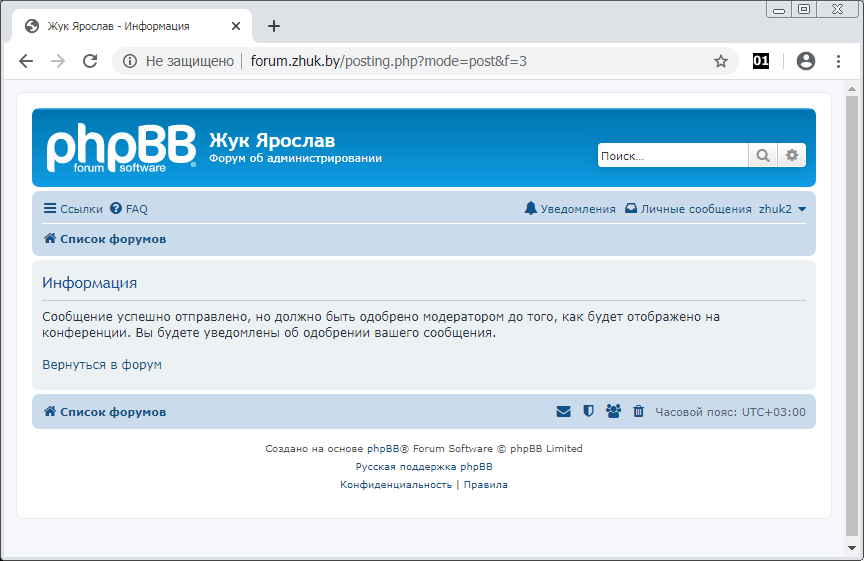 Жук Ярослав - Информация
Не защищено | forum.zhuk.by/posting.php?mode=post&f=3
01
phpBB
forum software ®
Жук Ярослав
Форум об администрировании
Поиск...
Ссылки FAQ
Уведомления Личные сообщения zhuk2
Список форумов
Информация
Сообщение успешно отправлено, но должно быть одобрено модератором до того, как будет отображено на
конференции. Вы будете уведомлены об одобрении вашего сообщения.
Вернуться в форум
Список форумов
Часовой пояс: UTC+03:00
Создано на основе phpBB® Forum Software © phpBB Limited
Русская поддержка phpBB
Конфиденциальность | Правила